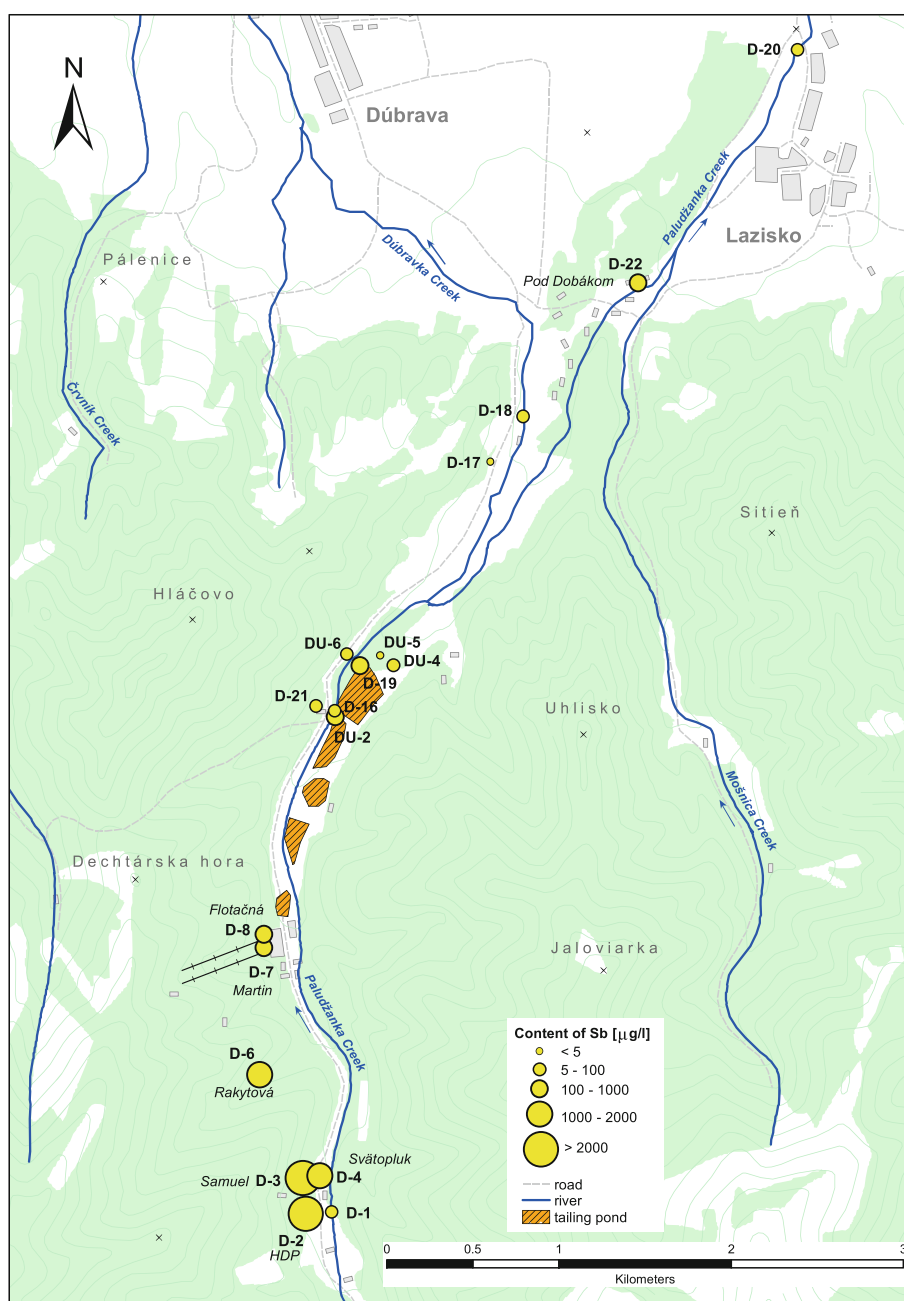 D-20
N
Dúbrava
Paludžanka Creek
Lazisko
Dúbravka Creek
Pálenice
D-22
Pod Dobákom
Črvník Creek
D-18
D-17
Sitieň
Hláčovo
DU-6
DU-5
DU-4
D-19
D-21
D-16
DU-2
Uhlisko
Mošnica Creek
Dechtárska hora
Flotačná
D-8
D-7
Martin
Jaloviarka
Paludžanka Creek
D-6
Rakytová
Content of Sb [µg/l]
< 5
5 - 100
100 - 1000
1000 - 2000
> 2000
road
river
tailing pond
Svätopluk
Samuel
D-3
D-4
D-1
D-2
HDP
0
0.5
1
2
3
Kilometers